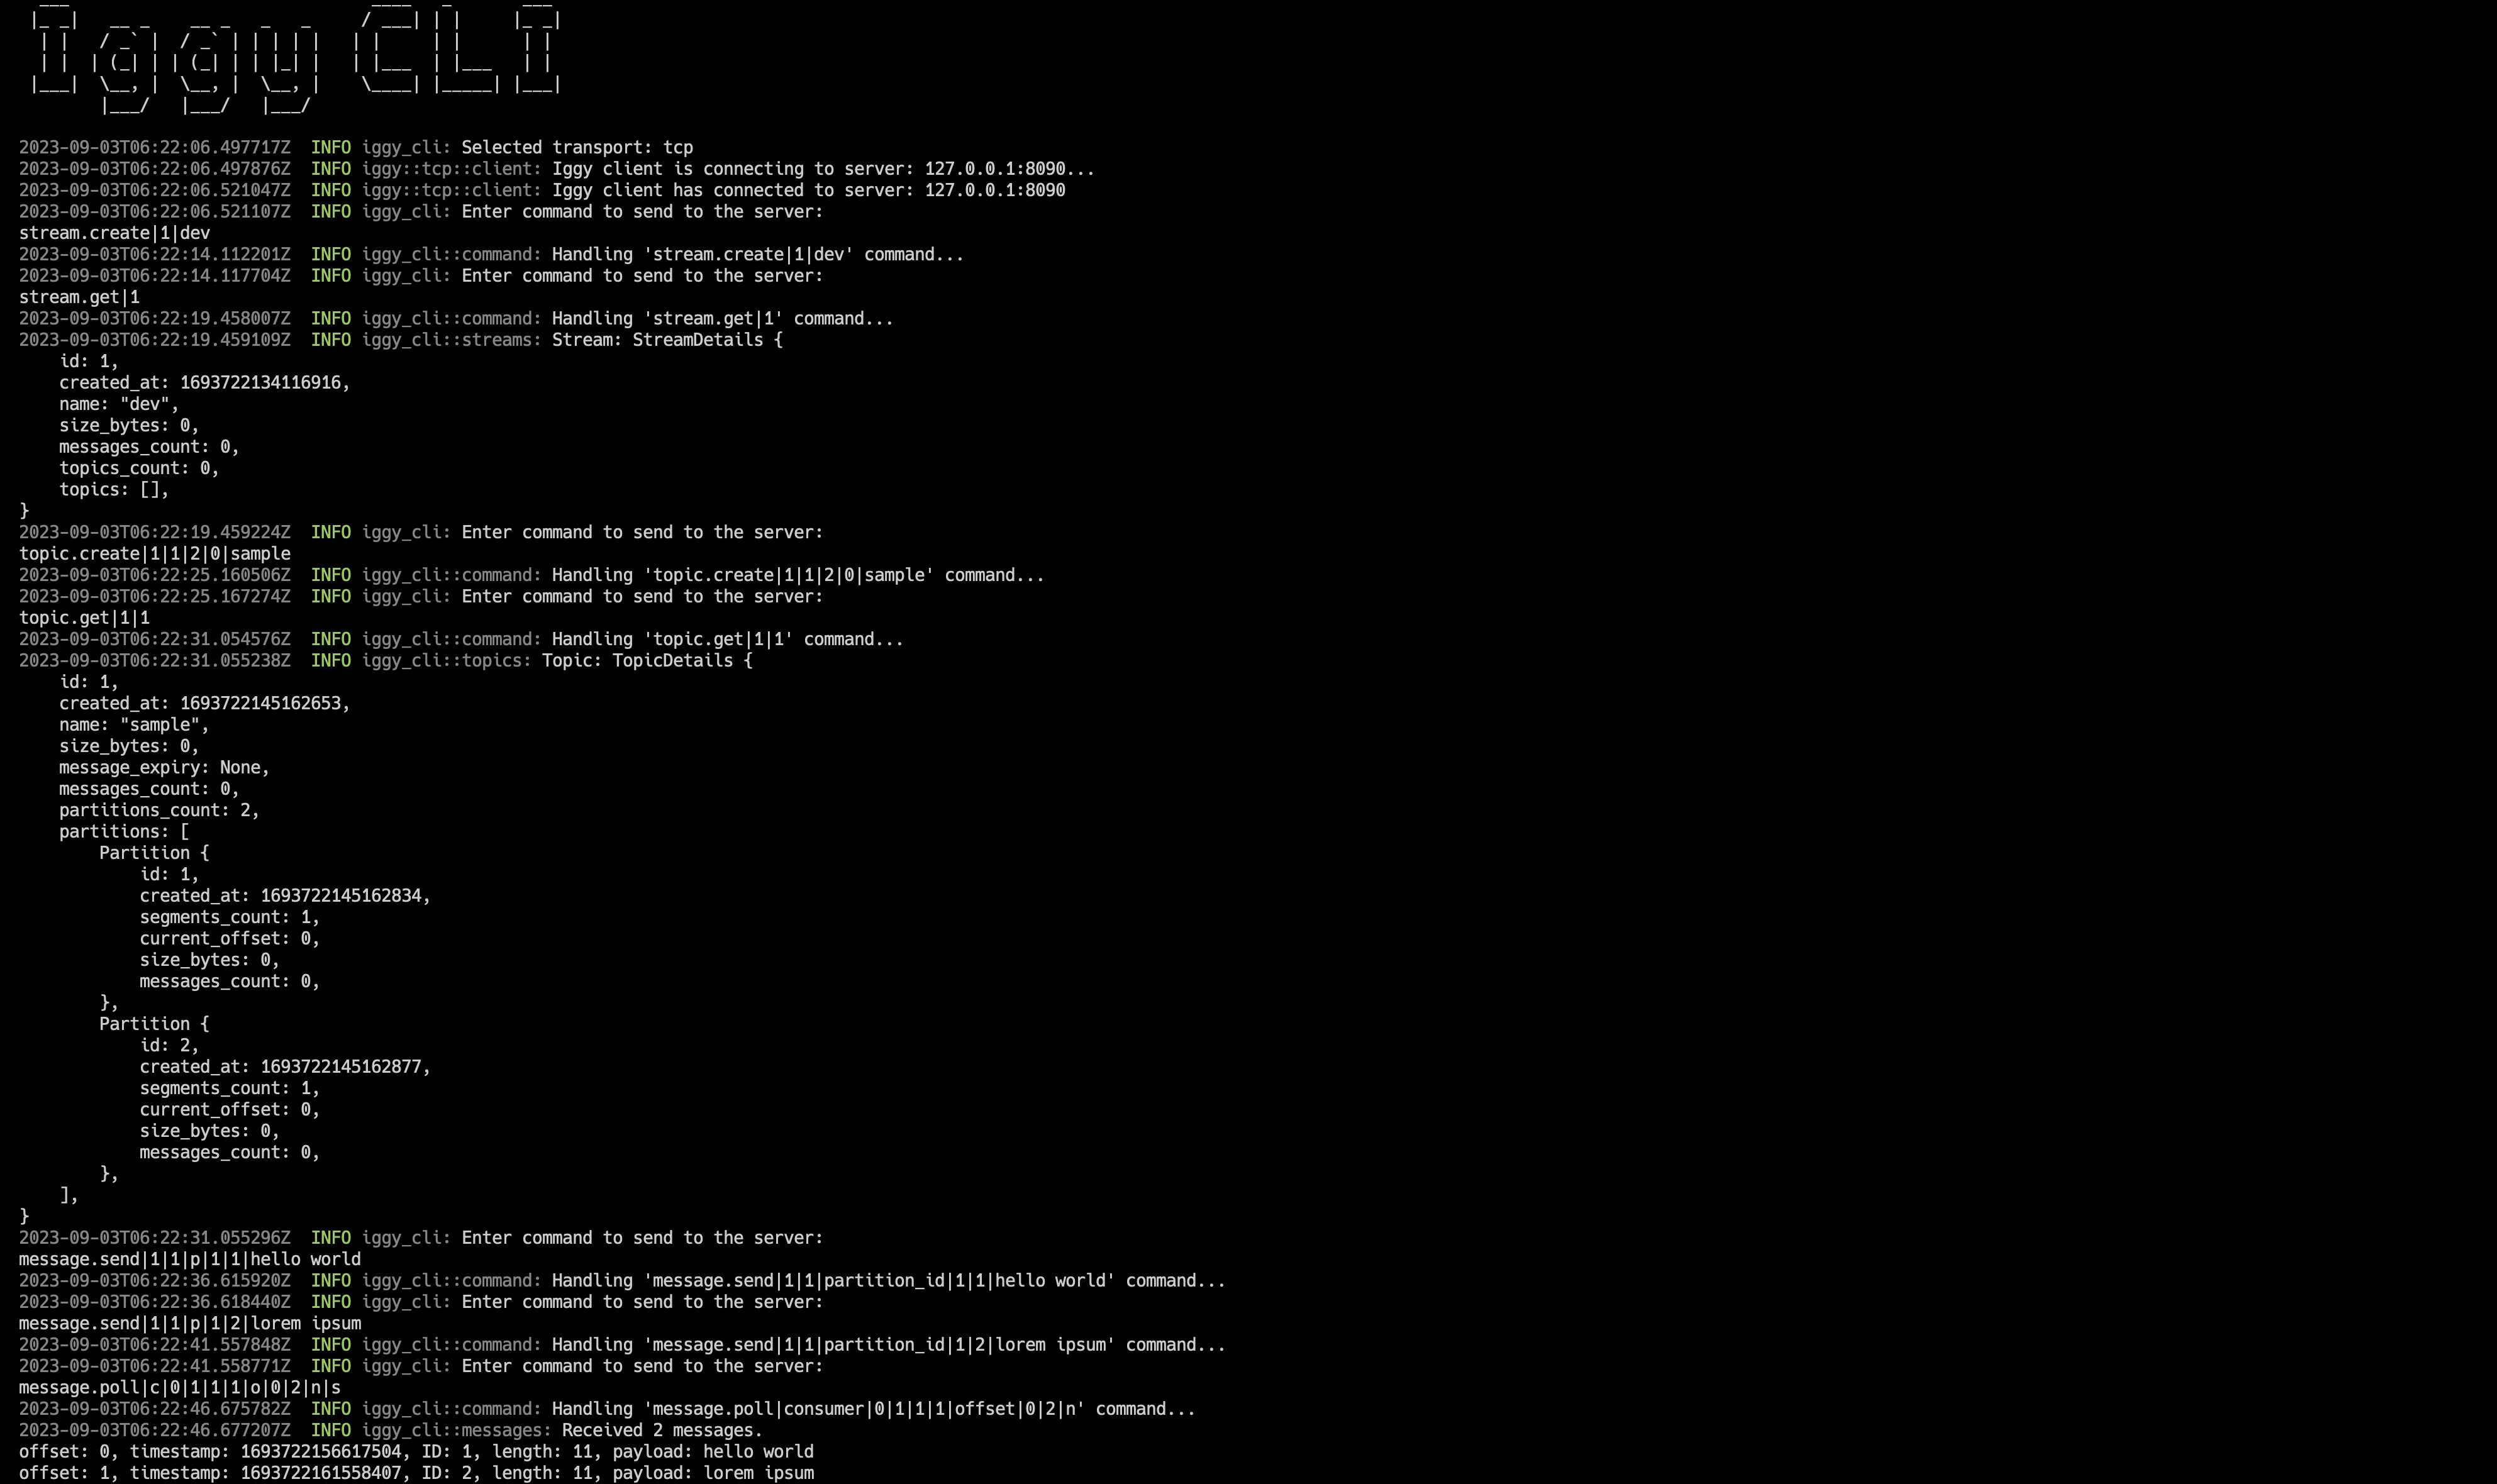 Iggy CLI
2023-09-03T06:22:06.497717Z  INFO iggy_cli: Selected transport: tcp
2023-09-03T06:22:06.497876Z  INFO iggy::tcp::client: Iggy client is connecting to server: 127.0.0.1:8090...
2023-09-03T06:22:06.521047Z  INFO iggy::tcp::client: Iggy client has connected to server: 127.0.0.1:8090
2023-09-03T06:22:06.521107Z  INFO iggy_cli: Enter command to send to the server:
stream.create|1|dev
2023-09-03T06:22:14.112201Z  INFO iggy_cli::command: Handling 'stream.create|1|dev' command...
2023-09-03T06:22:14.117704Z  INFO iggy_cli: Enter command to send to the server:
stream.get|1
2023-09-03T06:22:19.458007Z  INFO iggy_cli::command: Handling 'stream.get|1' command...
2023-09-03T06:22:19.459109Z  INFO iggy_cli::streams: Stream: StreamDetails {
    id: 1,
    created_at: 1693722134116916,
    name: "dev",
    size_bytes: 0,
    messages_count: 0,
    topics_count: 0,
    topics: [],
}
2023-09-03T06:22:19.459224Z  INFO iggy_cli: Enter command to send to the server:
topic.create|1|1|2|0|sample
2023-09-03T06:22:25.160506Z  INFO iggy_cli::command: Handling 'topic.create|1|1|2|0|sample' command...
2023-09-03T06:22:25.167274Z  INFO iggy_cli: Enter command to send to the server:
topic.get|1|1
2023-09-03T06:22:31.054576Z  INFO iggy_cli::command: Handling 'topic.get|1|1' command...
2023-09-03T06:22:31.055238Z  INFO iggy_cli::topics: Topic: TopicDetails {
    id: 1,
    created_at: 1693722145162653,
    name: "sample",
    size_bytes: 0,
    message_expiry: None,
    messages_count: 0,
    partitions_count: 2,
    partitions: [
        Partition {
            id: 1,
            created_at: 1693722145162834,
            segments_count: 1,
            current_offset: 0,
            size_bytes: 0,
            messages_count: 0,
        },
        Partition {
            id: 2,
            created_at: 1693722145162877,
            segments_count: 1,
            current_offset: 0,
            size_bytes: 0,
            messages_count: 0,
        },
    ],
}
2023-09-03T06:22:31.055296Z  INFO iggy_cli: Enter command to send to the server:
message.send|1|1|p|1|1|hello world
2023-09-03T06:22:36.615920Z  INFO iggy_cli::command: Handling 'message.send|1|1|partition_id|1|1|hello world' command...
2023-09-03T06:22:36.618440Z  INFO iggy_cli: Enter command to send to the server:
message.send|1|1|p|1|2|lorem ipsum
2023-09-03T06:22:41.557848Z  INFO iggy_cli::command: Handling 'message.send|1|1|partition_id|1|2|lorem ipsum' command...
2023-09-03T06:22:41.558771Z  INFO iggy_cli: Enter command to send to the server:
message.poll|c|0|1|1|1|o|0|2|n|s
2023-09-03T06:22:46.675782Z  INFO iggy_cli::command: Handling 'message.poll|consumer|0|1|1|1|offset|0|2|n' command...
2023-09-03T06:22:46.677207Z  INFO iggy_cli::messages: Received 2 messages.
offset: 0, timestamp: 1693722156617504, ID: 1, length: 11, payload: hello world
offset: 1, timestamp: 1693722161558407, ID: 2, length: 11, payload: lorem ipsum